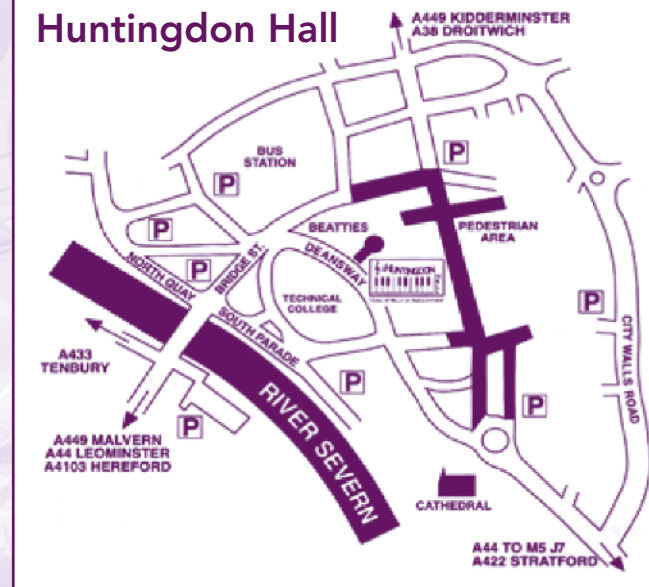 Huntingdon Hall
A449 KIDDERMINSTER
A38 DROITWICH
BUS
STATION
P
P
P
P
BEATTIES
PEDESTRIAN
AREA
DEANSWAY
HUNTINGDON
HALL
NORTH QUAY
BRIDGE ST.
TECHNICAL
COLLEGE
SOUTH PARADE
P
CITY WALLS ROAD
A433
TENBURY
P
P
P
RIVER SEVERN
A449 MALVERN
A44 LEOMINSTER
A4103 HEREFORD
CATHEDRAL
A44 TO M5 J7
A422 STRATFORD